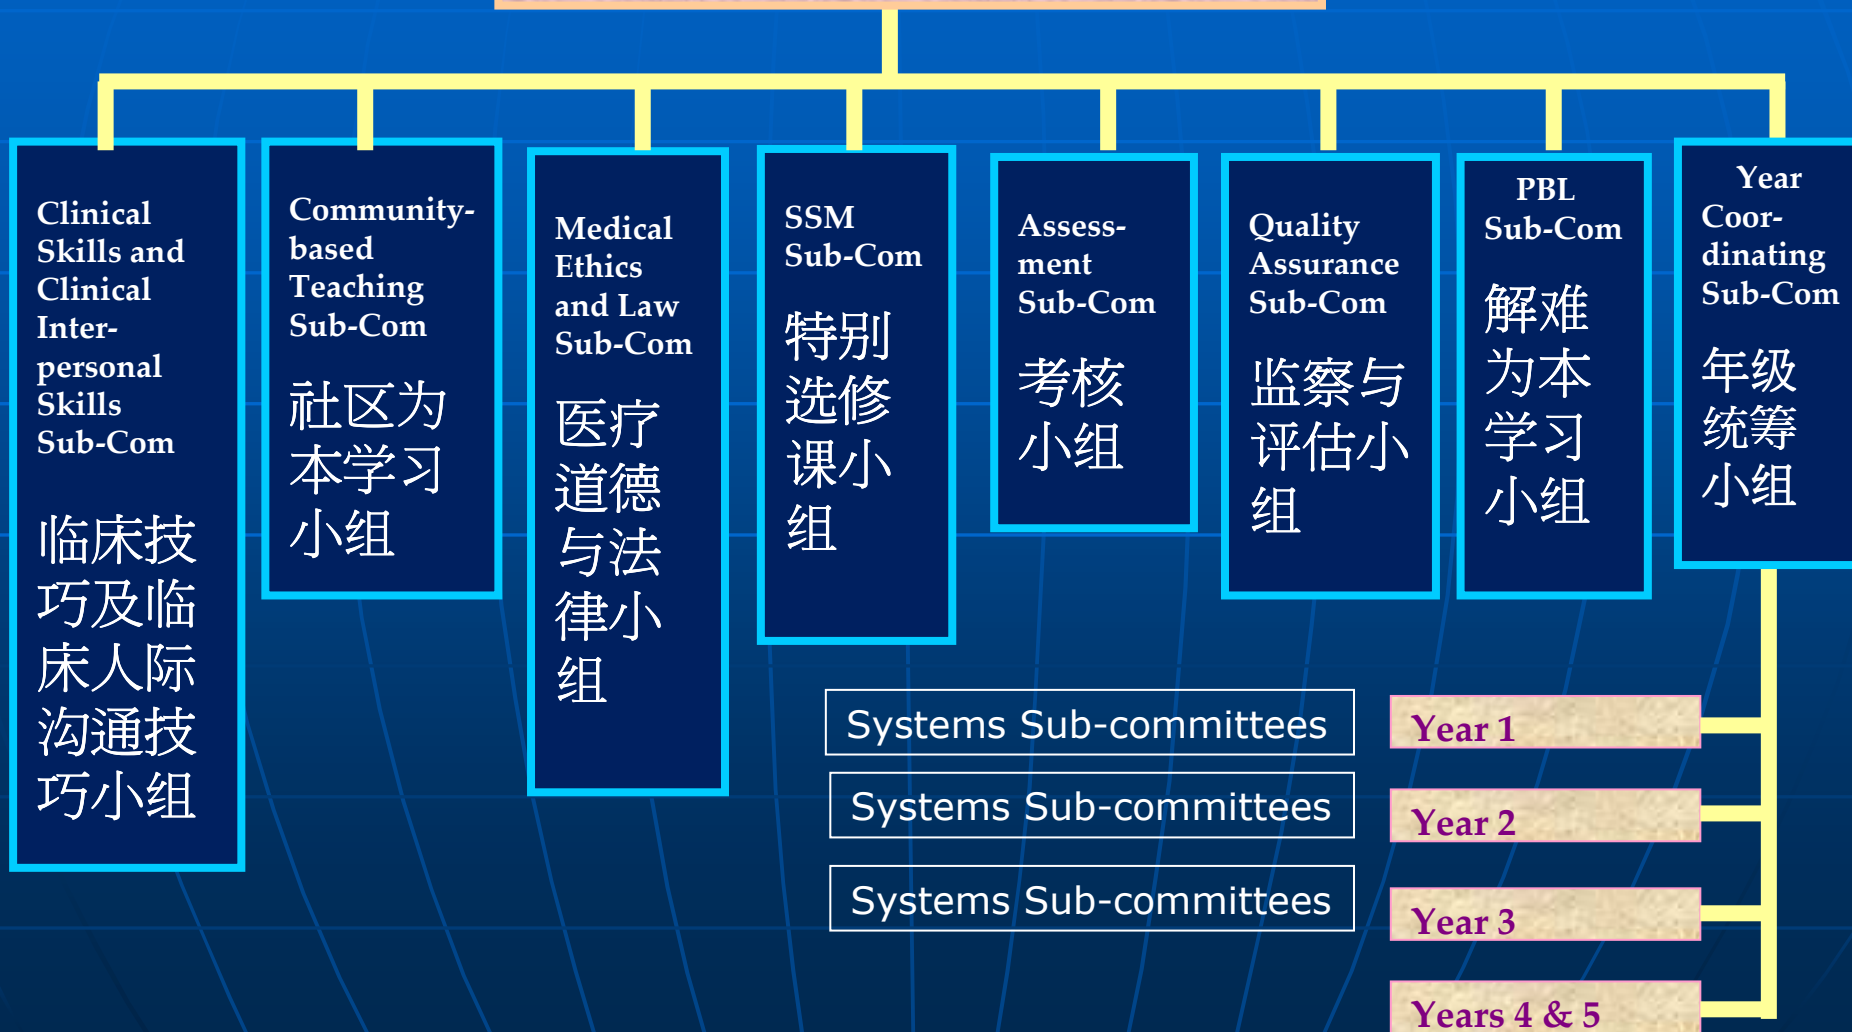 Clinical
Skills and
Clinical
Inter-
personal
Skills
Sub-Com
临床技
巧及临
床人际
沟通技
巧小组
Community-
based
Teaching
Sub-Com
社区为
本学习
小组
Medical
Ethics
and Law
Sub-Com
医疗
道德
与法
律小
组
SSM
Sub-Com
特别
选修
课小
组
Assess-
ment
Sub-Com
考核
小组
Quality
Assurance
Sub-Com
监察与
评估小
组
PBL
Sub-Com
解难
为本
学习
小组
Year
Coor-
dinating
Sub-Com
年级
统筹
小组
Systems Sub-committees
Year 1
Systems Sub-committees
Year 2
Systems Sub-committees
Year 3
Years 4 & 5